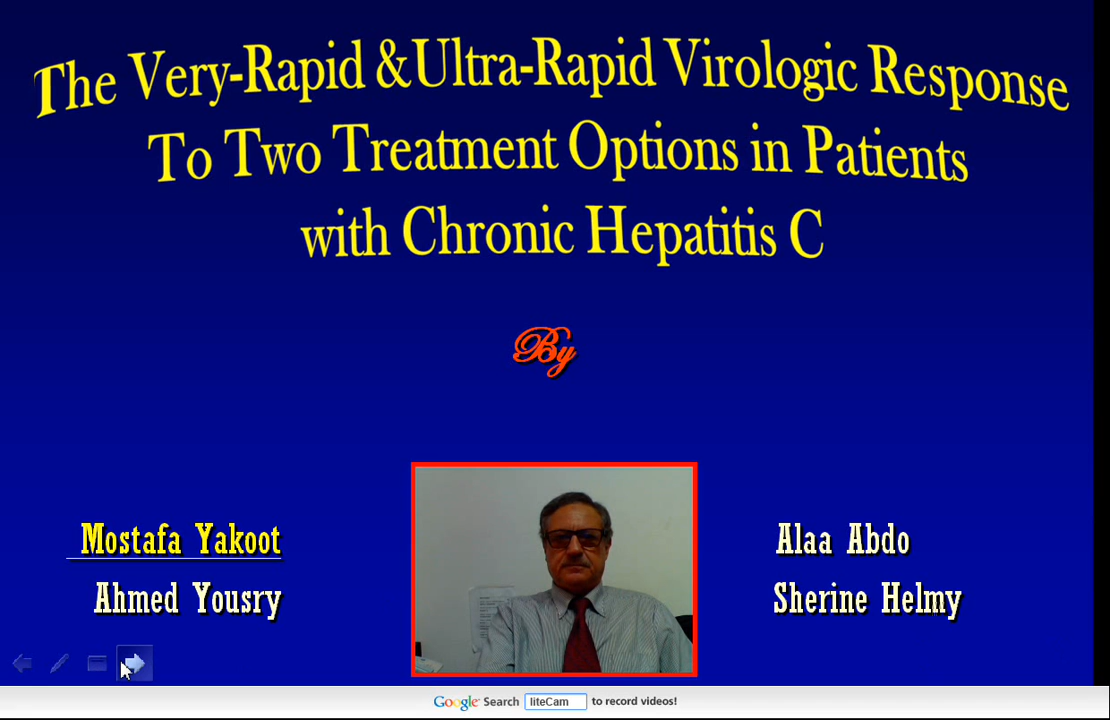 The Very-Rapid &Ultra-Rapid Virologic Response
To Two Treatment Options in Patients
with Chronic Hepatitis C
By
Mostafa Yakoot
Ahmed Yousry
Alaa Abdo
Sherine Helmy
Google Search liteCam to record videos!